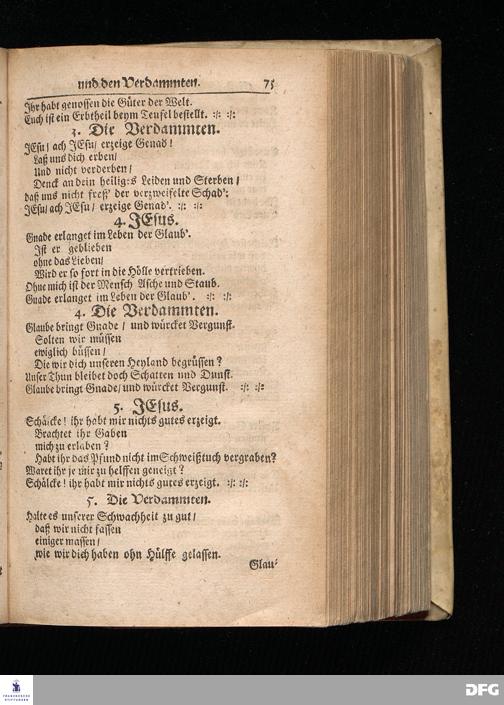 und den Verdammten. 75
Ihr habt genossen die Güter der Welt.
Euch ist ein Erbtheil beym Teufel bestellt. :/: :/:
3. Die Verdammten.
JEsu/ ach JEsu/ erzeige Genad!
Laß uns dich erben/
Und nicht verderben/
Denck an dein heiliges Leiden und Sterben/
daß uns nicht freß' der verzweifelte Schad';
JEsu/ ach JEsu/ erzeige Genad'. :/: :/:
4. JEsus.
Gnade erlanget im Leben der Glaub'.
Ist er geblieben
ohne das Lieben/
Wird er so fort in die Hölle vertrieben.
Ohne mich ist der Mensch Asche und Staub.
Gnade erlanget im Leben der Glaub'. :/: :/:
4. Die Verdammten.
Glaube bringt Gnade/ und würcket Vergunst.
Solten wir müssen
ewiglich büssen/
Die wir dich unseren Heyland begrüssen?
Unser Thun bleibet doch Schatten und Dunst.
Glaube bringt Gnade/ und würcket Vergunst. :/: :/:
5. JEsus.
Schälcke! ihr habt mir nichts gutes erzeigt.
Brachtet ihr Gaben
mich zu erlaben?
Habt ihr das Pfund nicht im Schweißtuch vergraben?
Waret ihr je mir zu helffen geneigt?
Schälcke! ihr habt mir nichts gutes erzeigt. :/: :/:
5. Die Verdammten.
Halte es unserer Schwachheit zu gut/
daß wir nicht fassen
einiger massen/
wie wir dich haben ohn Hülffe gelassen.
Glau-
FRANCKESCHE
STIFTUNGEN
DFG